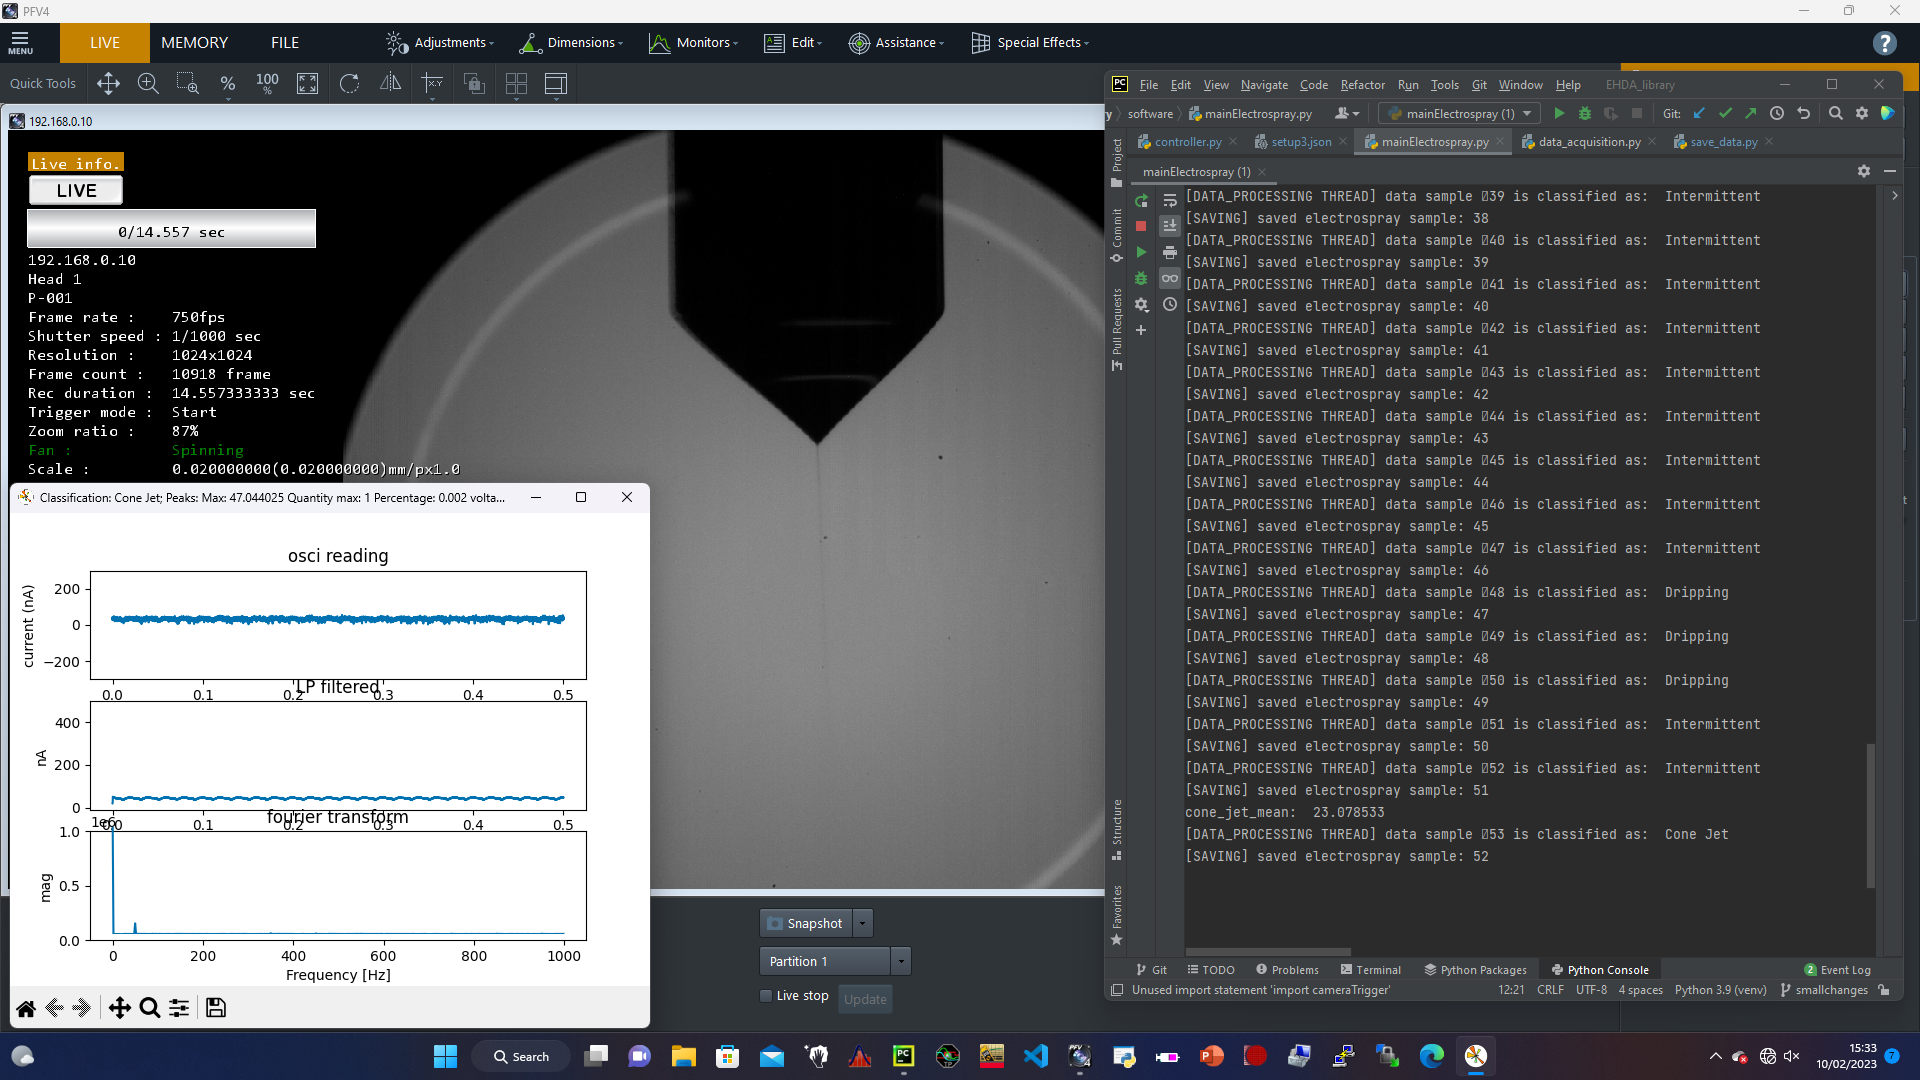 PFV4
MENU
LIVE
MEMORY
FILE
Adjustments
Dimensions
Monitors
Edit
Assistance
Special Effects
Quick Tools
%
100
%
192.168.0.10
Live info.
LIVE
0/14.557 sec
192.168.0.10
Head 1
P-001
Frame rate : 750fps
Shutter speed : 1/1000 sec
Resolution : 1024x1024
Frame count : 10918 frame
Rec duration : 14.557333333 sec
Trigger mode : Start
Zoom ratio : 87%
Fan : Spinning
Scale : 0.020000000(0.020000000)mm/px1.0
Classification: Cone Jet; Peaks: Max: 47.044025 Quantity max: 1 Percentage: 0.002 volta...
osci reading
current (nA)
200
0
−200
0.0 0.1 0.2 0.3 0.4 0.5
LP filtered
nA
400
200
0
0.0 0.1 0.2 0.3 0.4 0.5
fourier transform
1e6
mag
1.0
0.5
0.0
0 200 400 600 800 1000
Frequency [Hz]
Snapshot
Partition 1
Live stop
Update
PC
File Edit View Navigate Code Refactor Run Tools Git Window Help
EHDA_library
y
software
mainElectrospray.py
mainElectrospray (1)
Git:
controller.py
setup3.json
mainElectrospray.py
data_acquisition.py
save_data.py
Project
Commit
Pull Requests
Structure
Favorites
mainElectrospray (1)
[DATA_PROCESSING THREAD] data sample 39 is classified as: Intermittent
[SAVING] saved electrospray sample: 38
[DATA_PROCESSING THREAD] data sample 40 is classified as: Intermittent
[SAVING] saved electrospray sample: 39
[DATA_PROCESSING THREAD] data sample 41 is classified as: Intermittent
[SAVING] saved electrospray sample: 40
[DATA_PROCESSING THREAD] data sample 42 is classified as: Intermittent
[SAVING] saved electrospray sample: 41
[DATA_PROCESSING THREAD] data sample 43 is classified as: Intermittent
[SAVING] saved electrospray sample: 42
[DATA_PROCESSING THREAD] data sample 44 is classified as: Intermittent
[SAVING] saved electrospray sample: 43
[DATA_PROCESSING THREAD] data sample 45 is classified as: Intermittent
[SAVING] saved electrospray sample: 44
[DATA_PROCESSING THREAD] data sample 46 is classified as: Intermittent
[SAVING] saved electrospray sample: 45
[DATA_PROCESSING THREAD] data sample 47 is classified as: Intermittent
[SAVING] saved electrospray sample: 46
[DATA_PROCESSING THREAD] data sample 48 is classified as: Dripping
[SAVING] saved electrospray sample: 47
[DATA_PROCESSING THREAD] data sample 49 is classified as: Dripping
[SAVING] saved electrospray sample: 48
[DATA_PROCESSING THREAD] data sample 50 is classified as: Dripping
[SAVING] saved electrospray sample: 49
[DATA_PROCESSING THREAD] data sample 51 is classified as: Intermittent
[SAVING] saved electrospray sample: 50
[DATA_PROCESSING THREAD] data sample 52 is classified as: Intermittent
[SAVING] saved electrospray sample: 51
cone_jet_mean: 23.078533
[DATA_PROCESSING THREAD] data sample 53 is classified as: Cone Jet
[SAVING] saved electrospray sample: 52
Git
TODO
Problems
Terminal
Python Packages
Python Console
2 Event Log
Unused import statement 'import cameraTrigger'
12:21 CRLF UTF-8 4 spaces Python 3.9 (venv) smallchanges
Search
15:33
10/02/2023
7